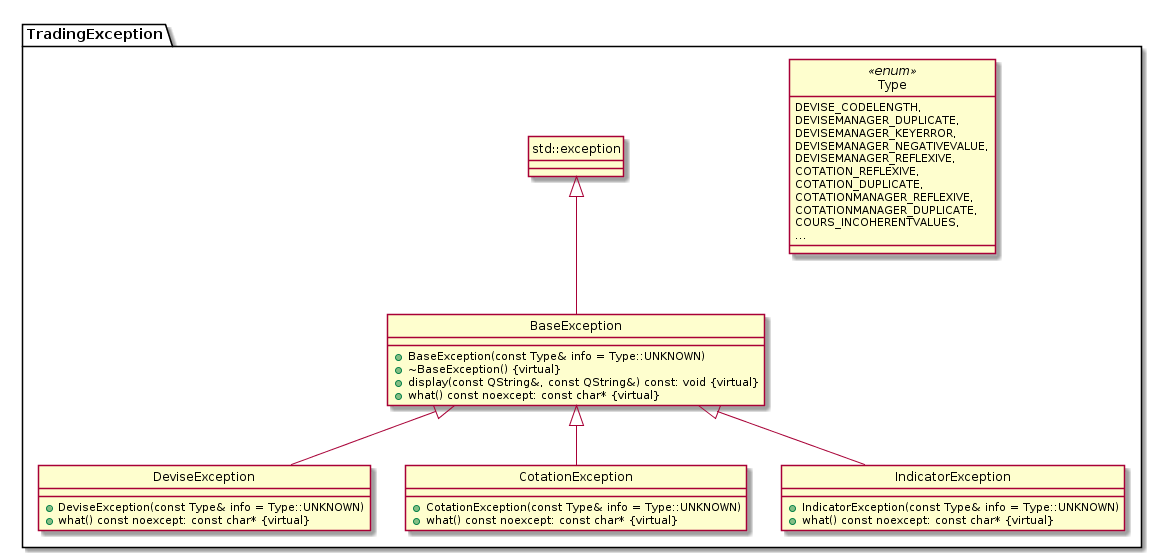 TradingException
«enum»
Type
DEVISE_CODELENGTH,
DEVISEMANAGER_DUPLICATE,
DEVISEMANAGER_KEYERROR,
DEVISEMANAGER_NEGATIVEVALUE,
DEVISEMANAGER_REFLEXIVE,
COTATION_REFLEXIVE,
COTATION_DUPLICATE,
COTATIONMANAGER_REFLEXIVE,
COTATIONMANAGER_DUPLICATE,
COURS_INCOHERENTVALUES,
...
std::exception
BaseException
BaseException(const Type& info = Type::UNKNOWN)
~BaseException() {virtual}
display(const QString&, const QString&) const: void {virtual}
what() const noexcept: const char* {virtual}
DeviseException
DeviseException(const Type& info = Type::UNKNOWN)
what() const noexcept: const char* {virtual}
CotationException
CotationException(const Type& info = Type::UNKNOWN)
what() const noexcept: const char* {virtual}
IndicatorException
IndicatorException(const Type& info = Type::UNKNOWN)
what() const noexcept: const char* {virtual}